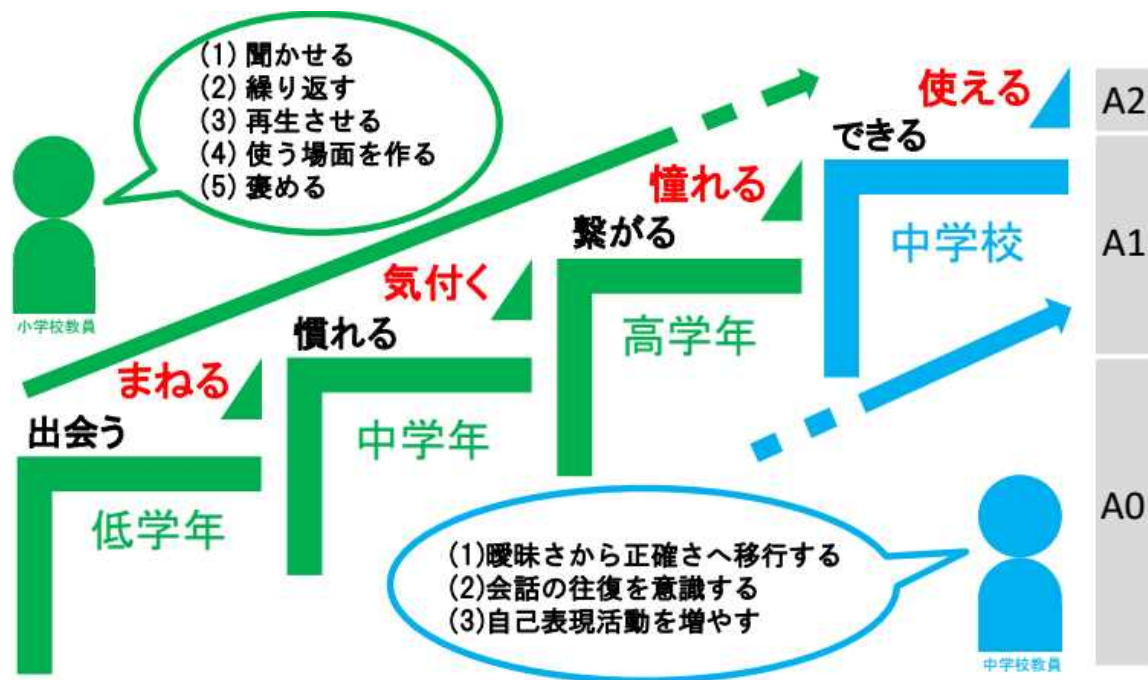 (1) 聞かせる
(2) 繰り返す
(3) 再生させる
(4) 使う場面を作る
(5) 褒める
小学校教員
出会う
まねる
低学年
慣れる
気付く
中学年
繋がる
憧れる
高学年
できる
使える
中学校
(1)曖昧さから正確さへ移行する
(2)会話の往復を意識する
(3)自己表現活動を増やす
中学校教員
A2
A1
A0